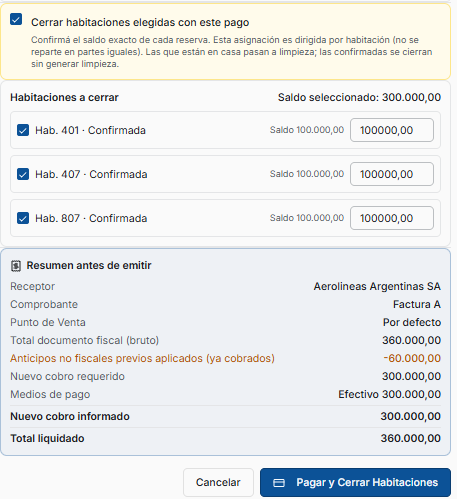 Cerrar habitaciones elegidas con este pago
Confirmá el saldo exacto de cada reserva. Esta asignación es dirigida por habitación (no se
reparte en partes iguales). Las que están en casa pasan a limpieza; las confirmadas se cierran
sin generar limpieza.
Habitaciones a cerrar Saldo seleccionado: 300.000,00
Hab. 401 · Confirmada Saldo 100.000,00 100000,00
Hab. 407 · Confirmada Saldo 100.000,00 100000,00
Hab. 807 · Confirmada Saldo 100.000,00 100000,00
Resumen antes de emitir
Receptor Aerolineas Argentinas SA
Comprobante Factura A
Punto de Venta Por defecto
Total documento fiscal (bruto) 360.000,00
Anticipos no fiscales previos aplicados (ya cobrados) -60.000,00
Nuevo cobro requerido 300.000,00
Medios de pago Efectivo 300.000,00
Nuevo cobro informado 300.000,00
Total liquidado 360.000,00
Cancelar Pagar y Cerrar Habitaciones